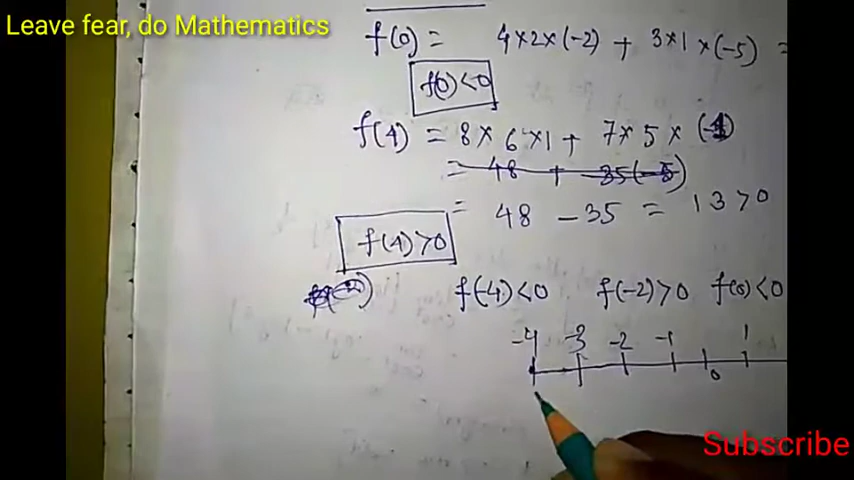 Leave fear, do Mathematics
f(0) = 4×2×(-2) + 3×1×(-5) =
f(0)<0
f(4) = 8×6×1 + 7×5×(-1)
= 48 + 35(-5)
= 48 - 35 = 13 > 0
f(4)>0
f(-4)<0 f(-2)>0 f(0)<0
-4 -3 -2 -1 0 1
Subscribe